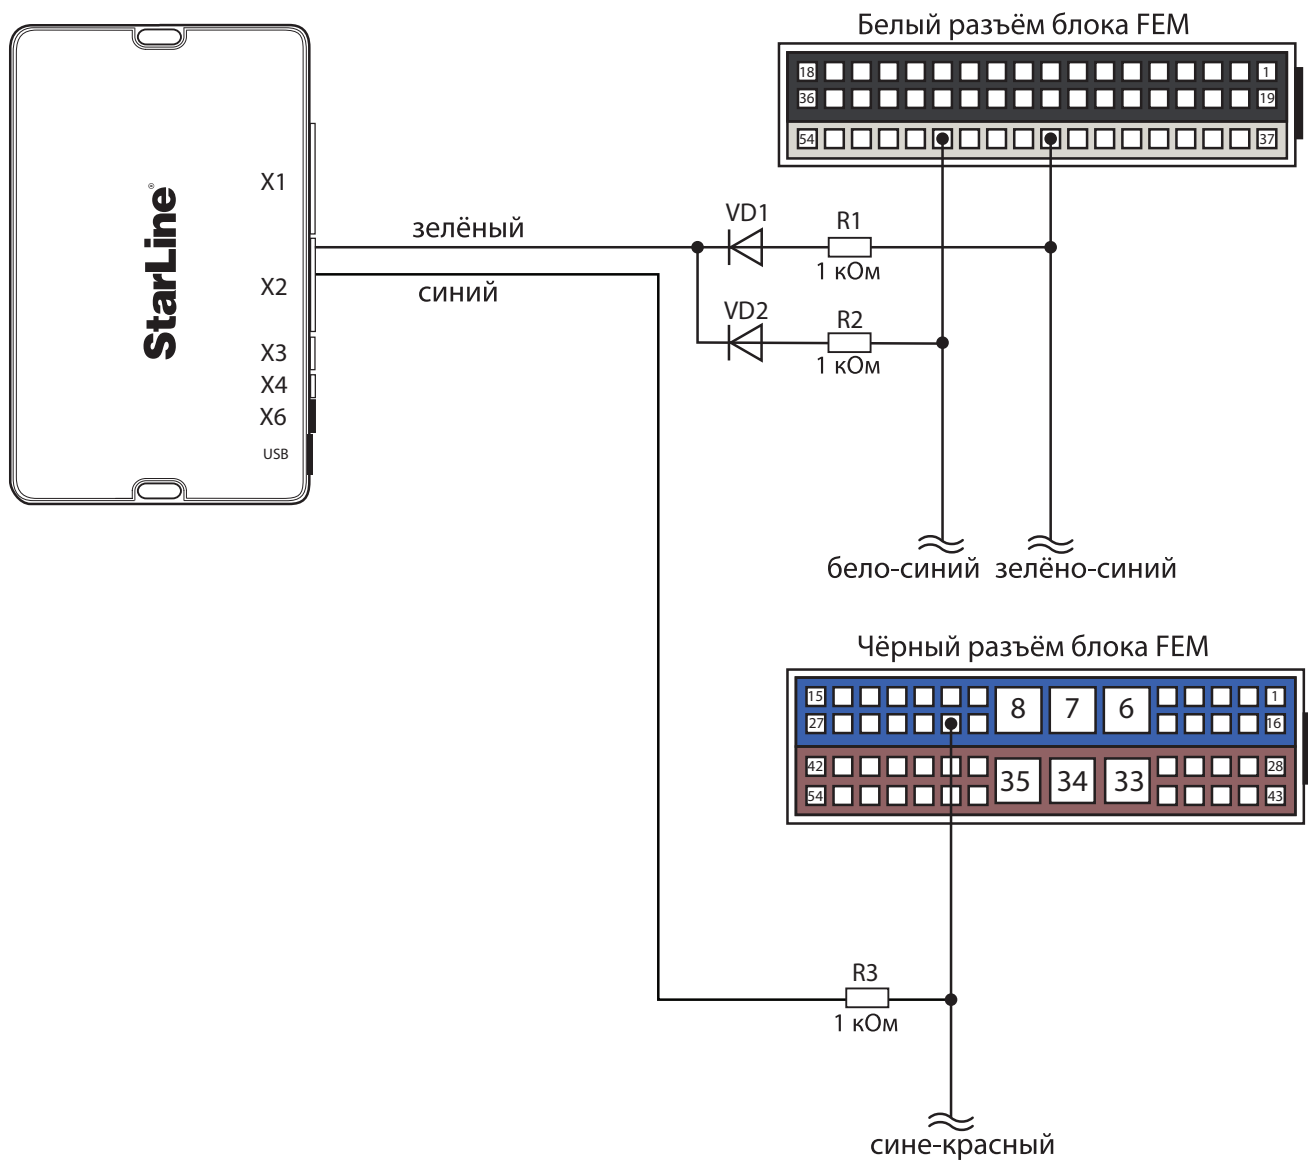 Белый разъём блока FEM
18
1
36
19
54
37
X1
X2
X3
X4
X6
USB
StarLine®
зелёный
синий
VD1
R1
1 кОм
VD2
R2
1 кОм
бело-синий
зелёно-синий
Чёрный разъём блока FEM
15
8
7
6
1
27
16
42
35
34
33
28
54
43
R3
1 кОм
сине-красный